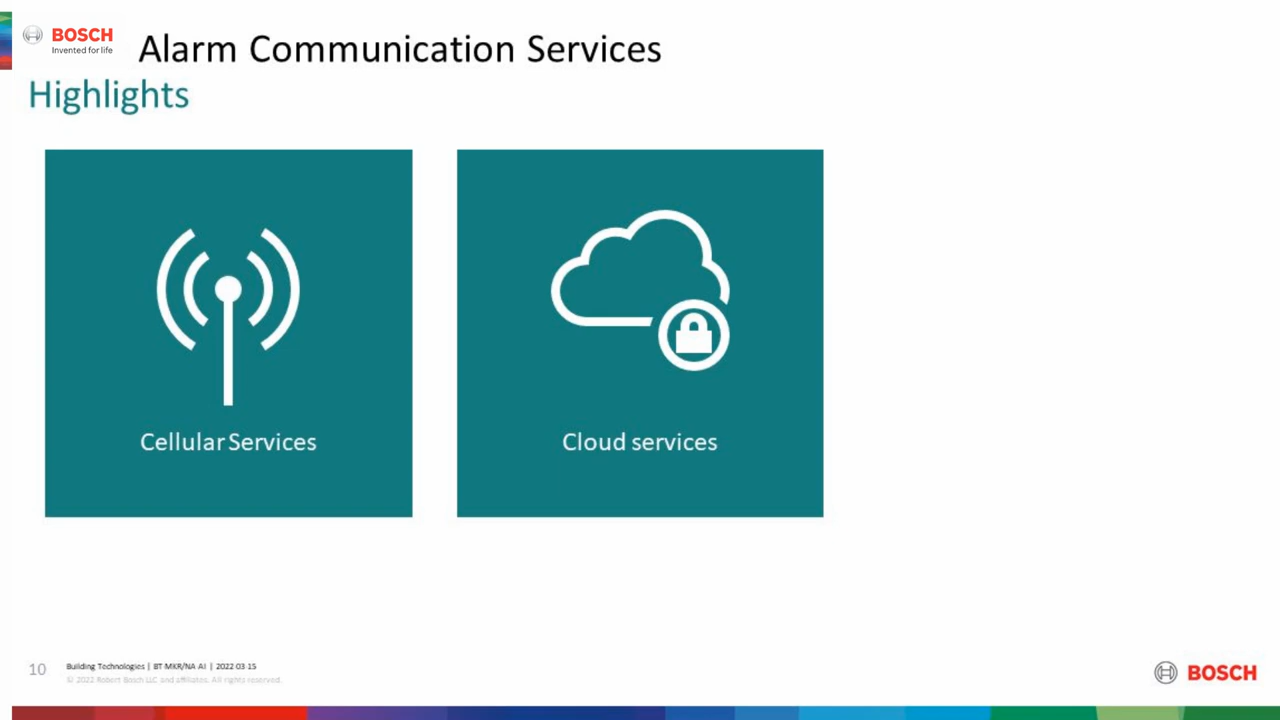 BOSCH
Invented for life
Alarm Communication Services
Highlights
Cellular Services
Cloud services
10
Building Technologies | BT-MKR/NA-AI | 2022-03-15
© 2022 Robert Bosch LLC and affiliates. All rights reserved.
BOSCH